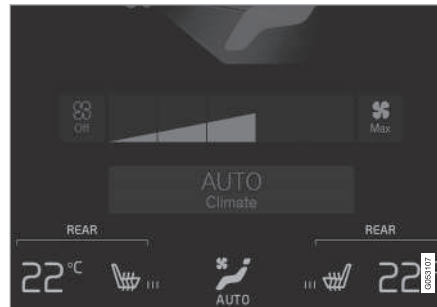 Off
Max
AUTO
Climate
REAR
REAR
22°C
22
AUTO
G053107